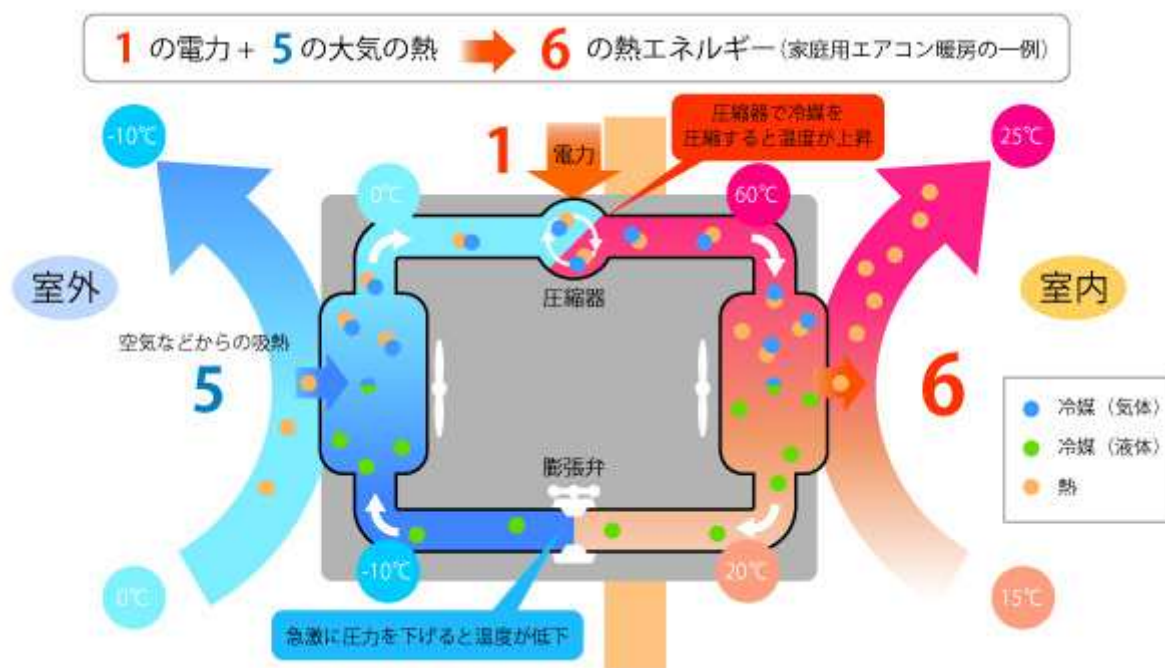 1 の電力 + 5 の大気の熱 6 の熱エネルギー(家庭用エアコン暖房の一例)
-10℃
1
電力
圧縮器で冷媒を
圧縮すると温度が上昇
25℃
0℃
60℃
室外
圧縮器
室内
空気などからの吸熱
5
6
冷媒(気体)
冷媒(液体)
熱
膨張弁
-10℃
20℃
0℃
15℃
急激に圧力を下げると温度が低下